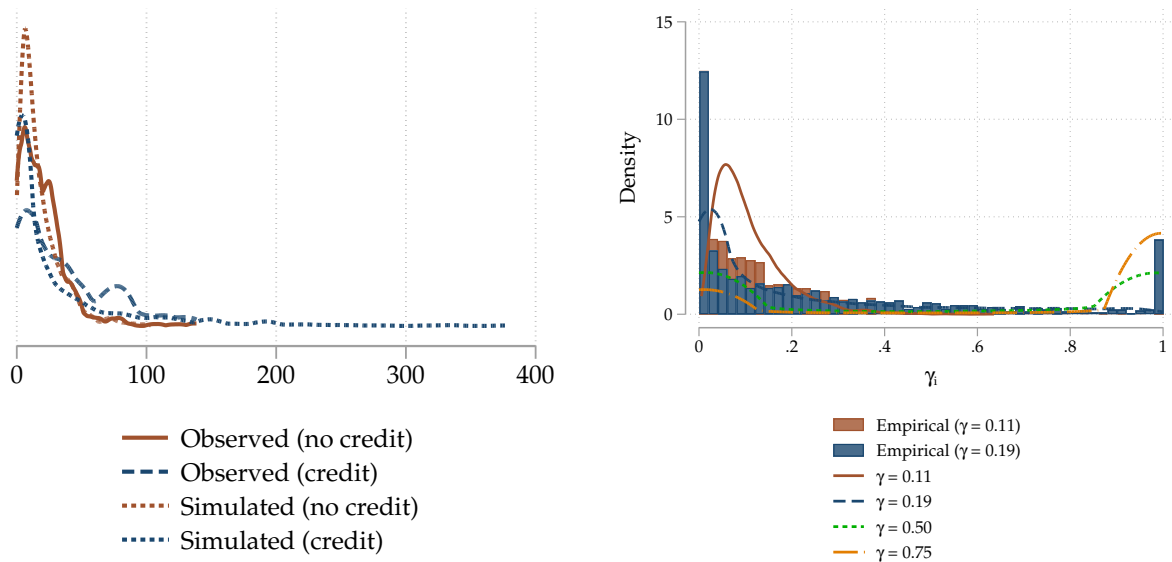 0 100 200 300 400
Observed (no credit)
Observed (credit)
Simulated (no credit)
Simulated (credit)
15
10
5
0
Density
0 .2 .4 .6 .8 1
γi
Empirical (γ = 0.11)
Empirical (γ = 0.19)
γ = 0.11
γ = 0.19
γ = 0.50
γ = 0.75